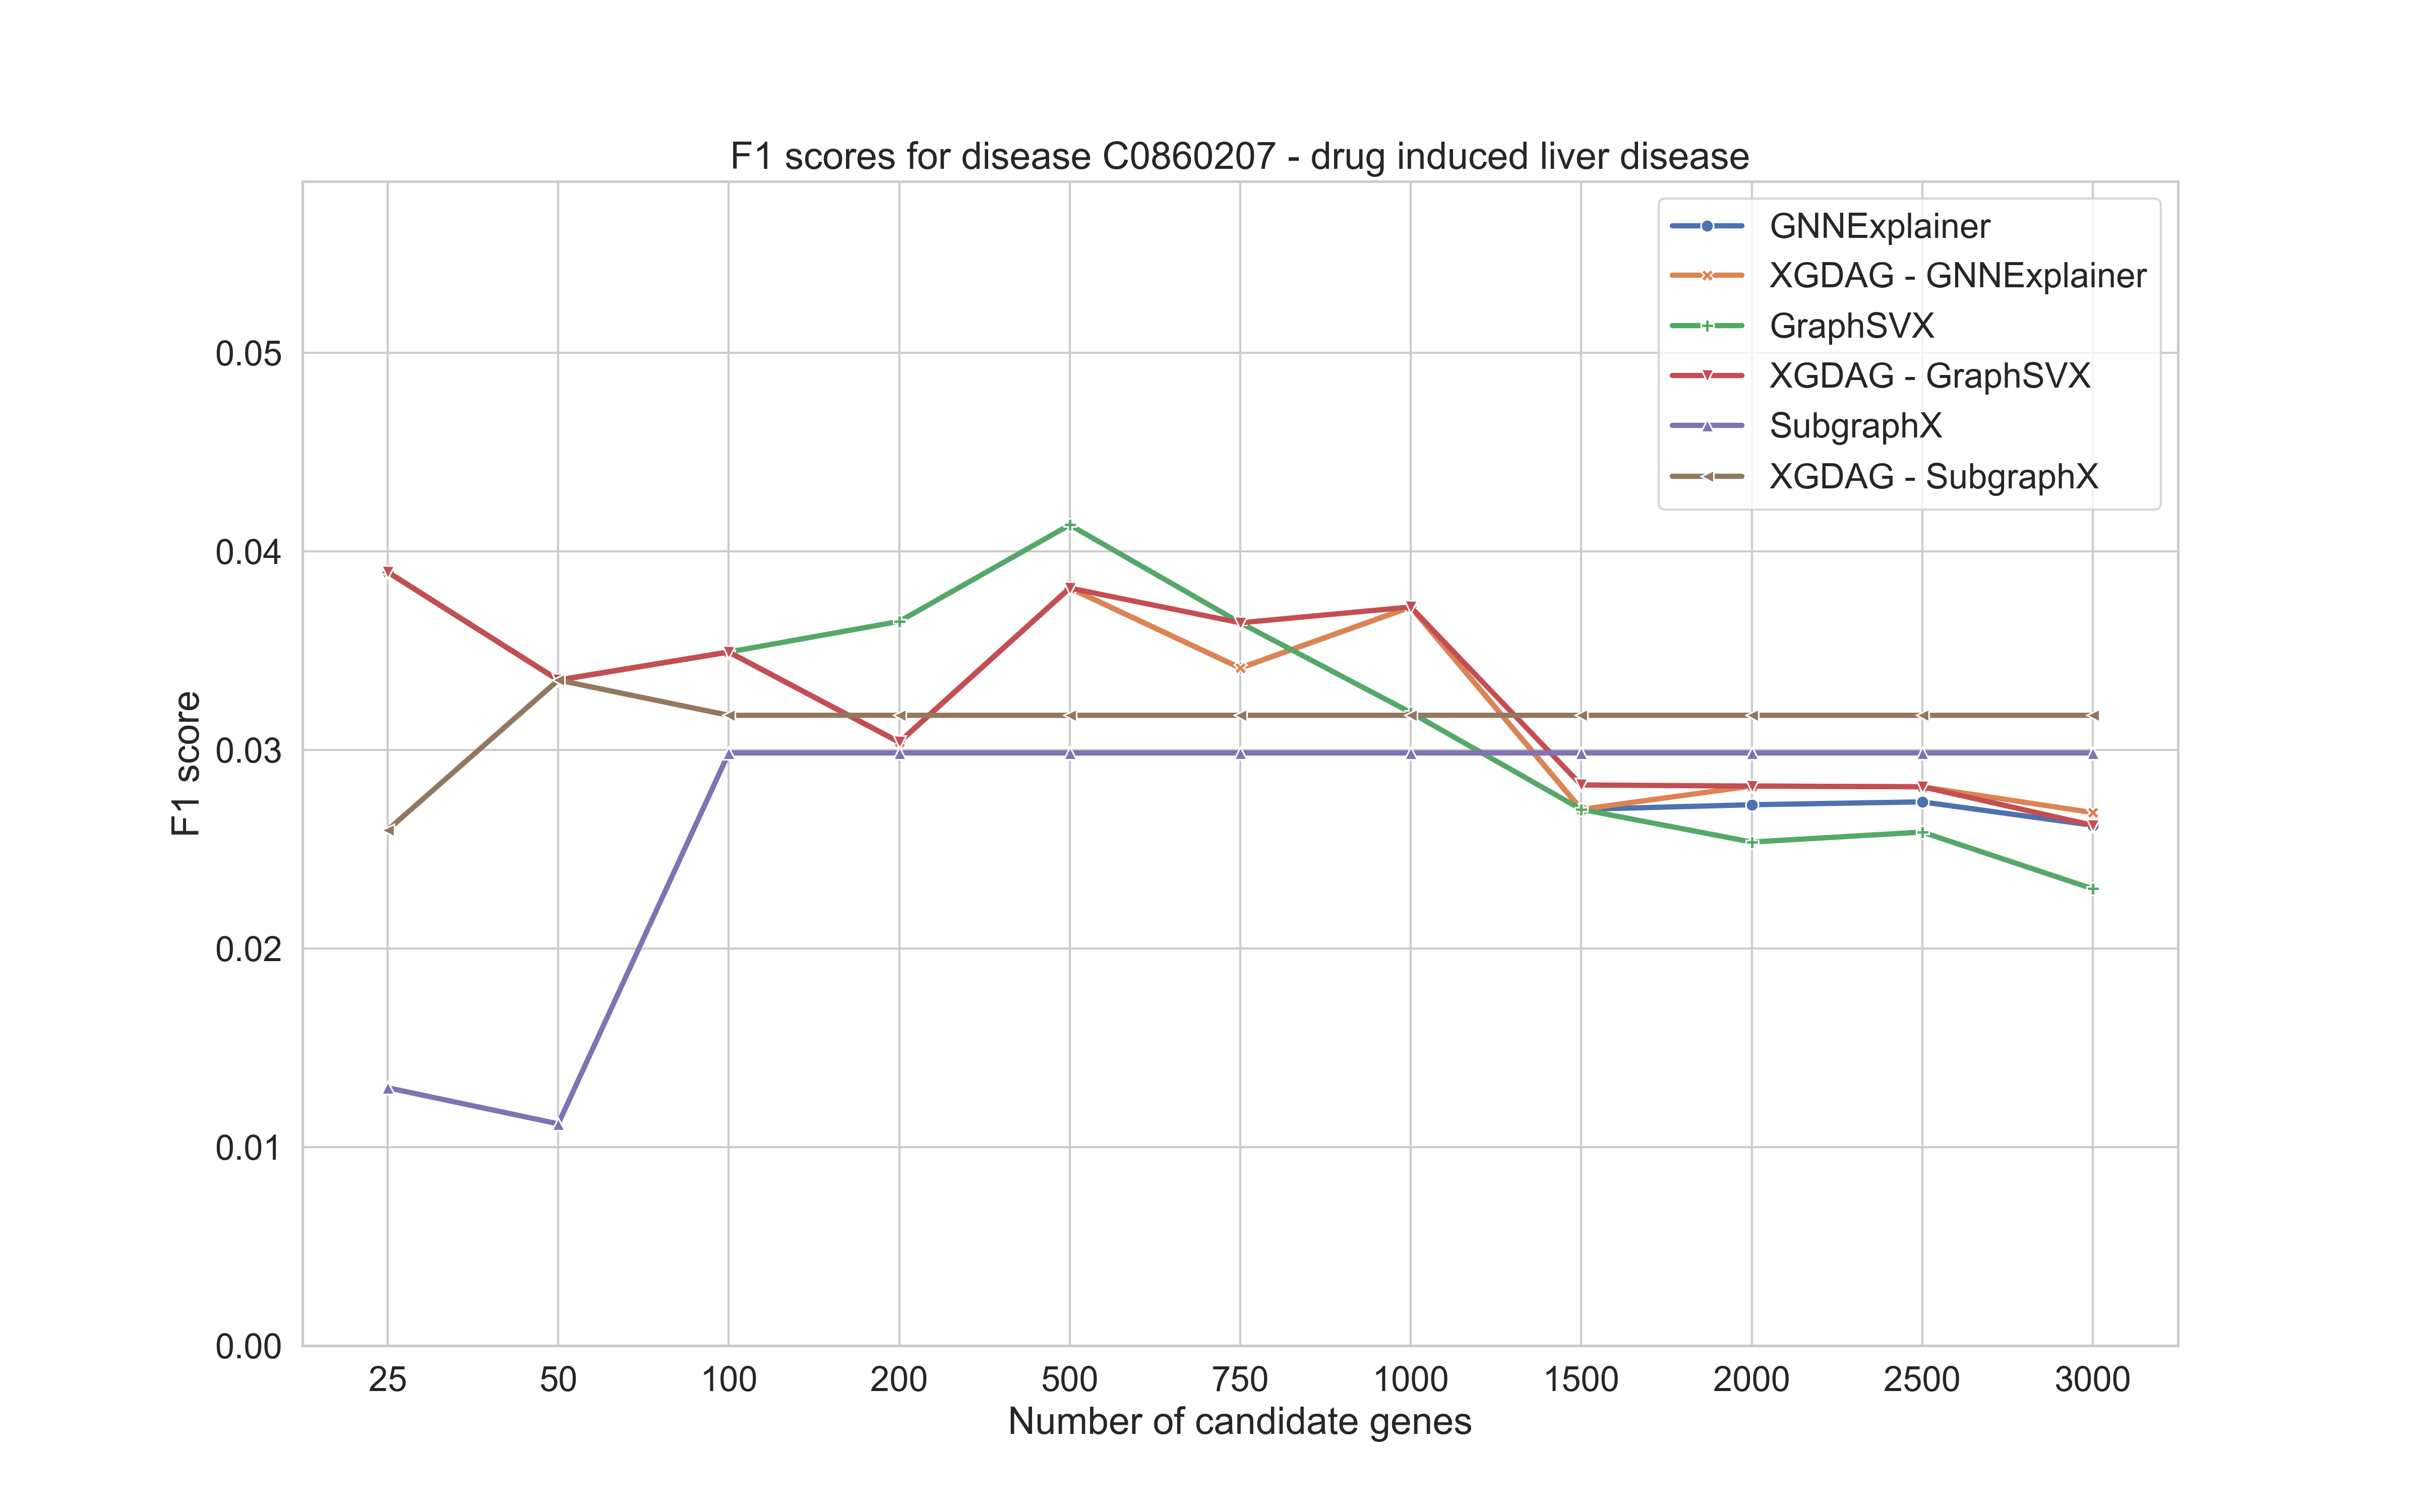 F1 scores for disease C0860207 - drug induced liver disease
GNNExplainer
XGDAG - GNNExplainer
GraphSVX
XGDAG - GraphSVX
SubgraphX
XGDAG - SubgraphX
F1 score
0.05
0.04
0.03
0.02
0.01
0.00
25 50 100 200 500 750 1000 1500 2000 2500 3000
Number of candidate genes